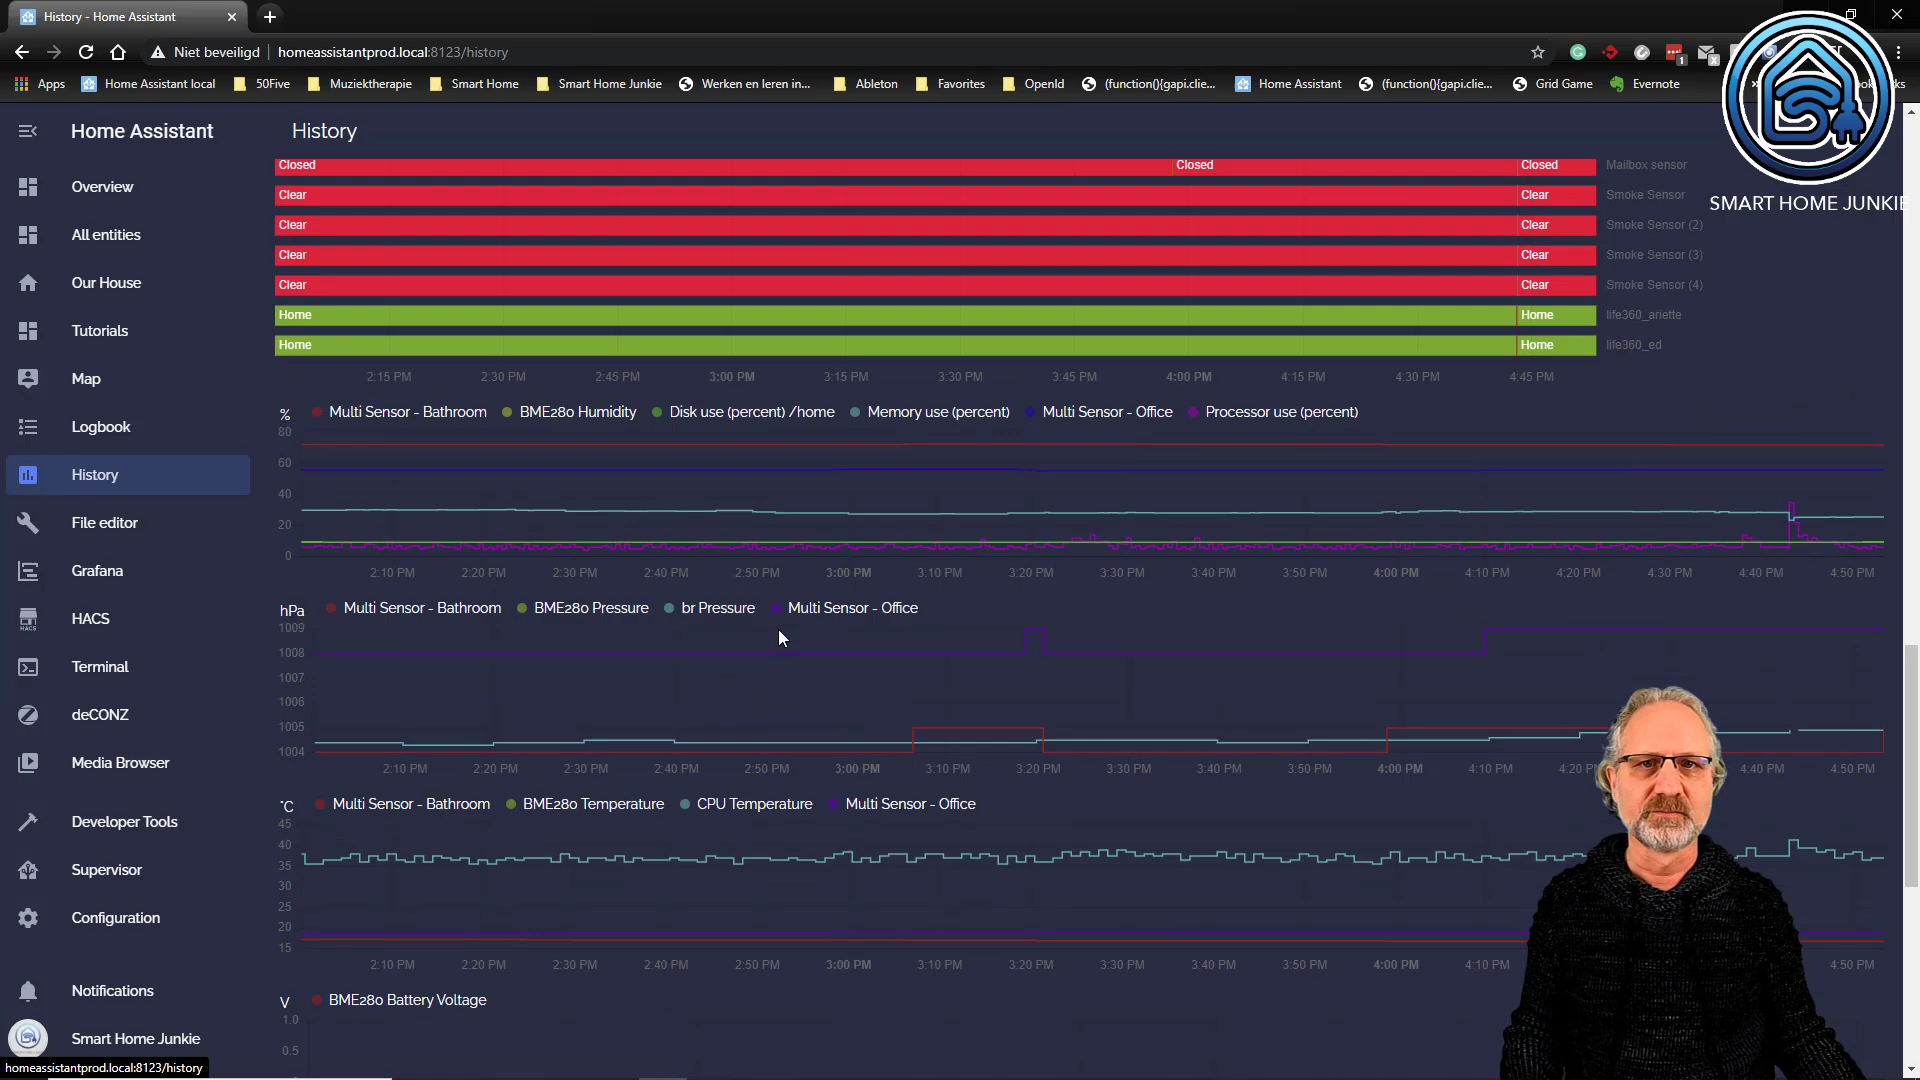 History - Home Assistant
Niet beveiligd | homeassistantprod.local:8123/history
Apps Home Assistant local 50Five Muziektherapie Smart Home Smart Home Junkie Werken en leren in... Ableton Favorites OpenId (function(){gapi.clie... Home Assistant (function(){gapi.clie... Grid Game Evernote
SMART HOME JUNKIE
Home Assistant
Overview
All entities
Our House
Tutorials
Map
Logbook
History
File editor
Grafana
HACS
Terminal
deCONZ
Media Browser
Developer Tools
Supervisor
Configuration
Notifications
Smart Home Junkie
homeassistantprod.local:8123/history
History
Closed Closed Closed Mailbox sensor
Clear Clear Smoke Sensor
Clear Clear Smoke Sensor (2)
Clear Clear Smoke Sensor (3)
Clear Clear Smoke Sensor (4)
Home Home life360_arlette
Home Home life360_ed
2:15 PM 2:30 PM 2:45 PM 3:00 PM 3:15 PM 3:30 PM 3:45 PM 4:00 PM 4:15 PM 4:30 PM 4:45 PM
% Multi Sensor - Bathroom BME280 Humidity Disk use (percent) /home Memory use (percent) Multi Sensor - Office Processor use (percent)
80
60
40
20
0
2:10 PM 2:20 PM 2:30 PM 2:40 PM 2:50 PM 3:00 PM 3:10 PM 3:20 PM 3:30 PM 3:40 PM 3:50 PM 4:00 PM 4:10 PM 4:20 PM 4:30 PM 4:40 PM 4:50 PM
hPa Multi Sensor - Bathroom BME280 Pressure br Pressure Multi Sensor - Office
1009
1008
1007
1006
1005
1004
2:10 PM 2:20 PM 2:30 PM 2:40 PM 2:50 PM 3:00 PM 3:10 PM 3:20 PM 3:30 PM 3:40 PM 3:50 PM 4:00 PM 4:10 PM 4:20 4:40 PM 4:50 PM
°C Multi Sensor - Bathroom BME280 Temperature CPU Temperature Multi Sensor - Office
45
40
35
30
25
20
15
2:10 PM 2:20 PM 2:30 PM 2:40 PM 2:50 PM 3:00 PM 3:10 PM 3:20 PM 3:30 PM 3:40 PM 3:50 PM 4:00 PM 4:10 PM 4:50 PM
V BME280 Battery Voltage
1.0
0.5